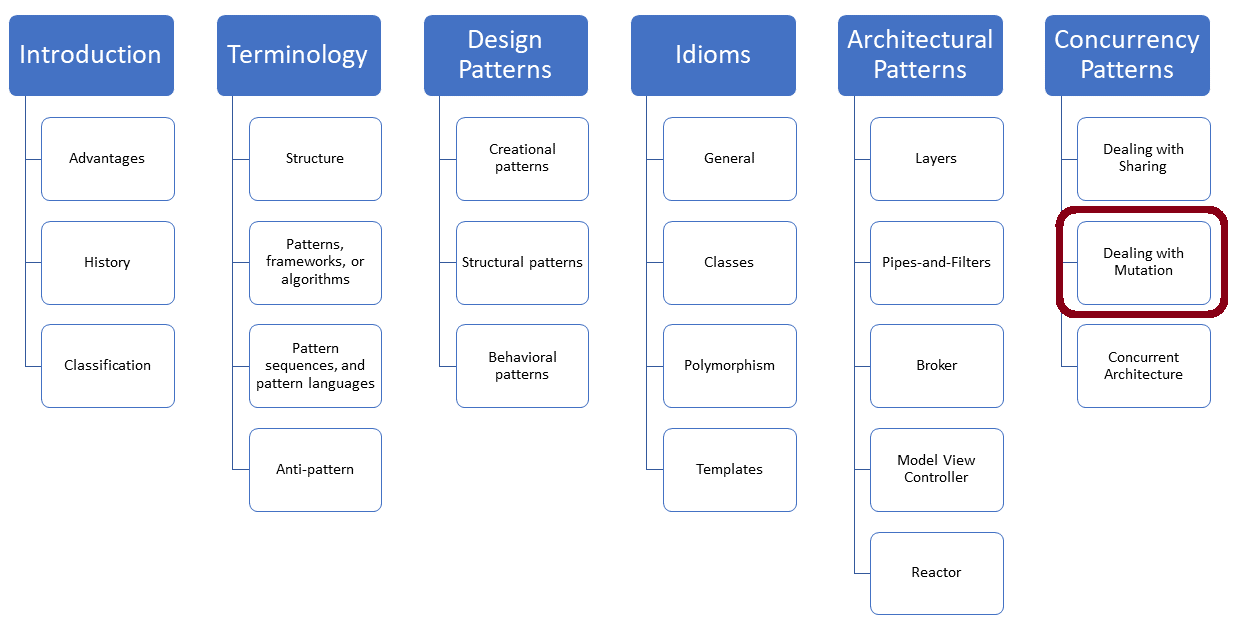 Introduction
Advantages
History
Classification
Terminology
Structure
Patterns,
frameworks, or
algorithms
Pattern
sequences, and
pattern languages
Anti-pattern
Design
Patterns
Creational
patterns
Structural patterns
Behavioral
patterns
Idioms
General
Classes
Polymorphism
Templates
Architectural
Patterns
Layers
Pipes-and-Filters
Broker
Model View
Controller
Reactor
Concurrency
Patterns
Dealing with
Sharing
Dealing with
Mutation
Concurrent
Architecture